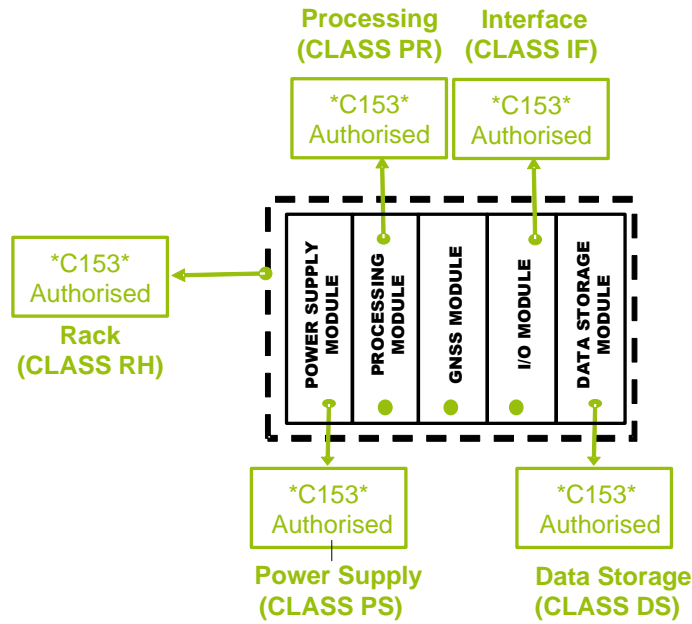 Processing
(CLASS PR)
Interface
(CLASS IF)
*C153*
Authorised
*C153*
Authorised
*C153*
Authorised
Rack
(CLASS RH)
POWER SUPPLY
MODULE
PROCESSING
MODULE
GNSS MODULE
I/O MODULE
DATA STORAGE
MODULE
*C153*
Authorised
Power Supply
(CLASS PS)
*C153*
Authorised
Data Storage
(CLASS DS)